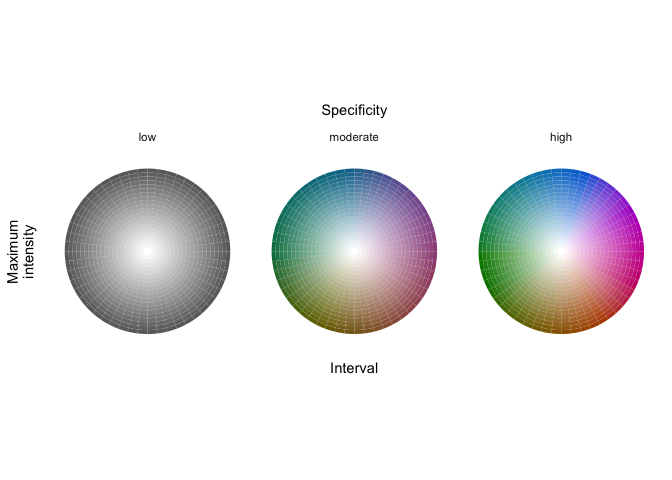 Specificity
low moderate high
Maximum
intensity
Interval